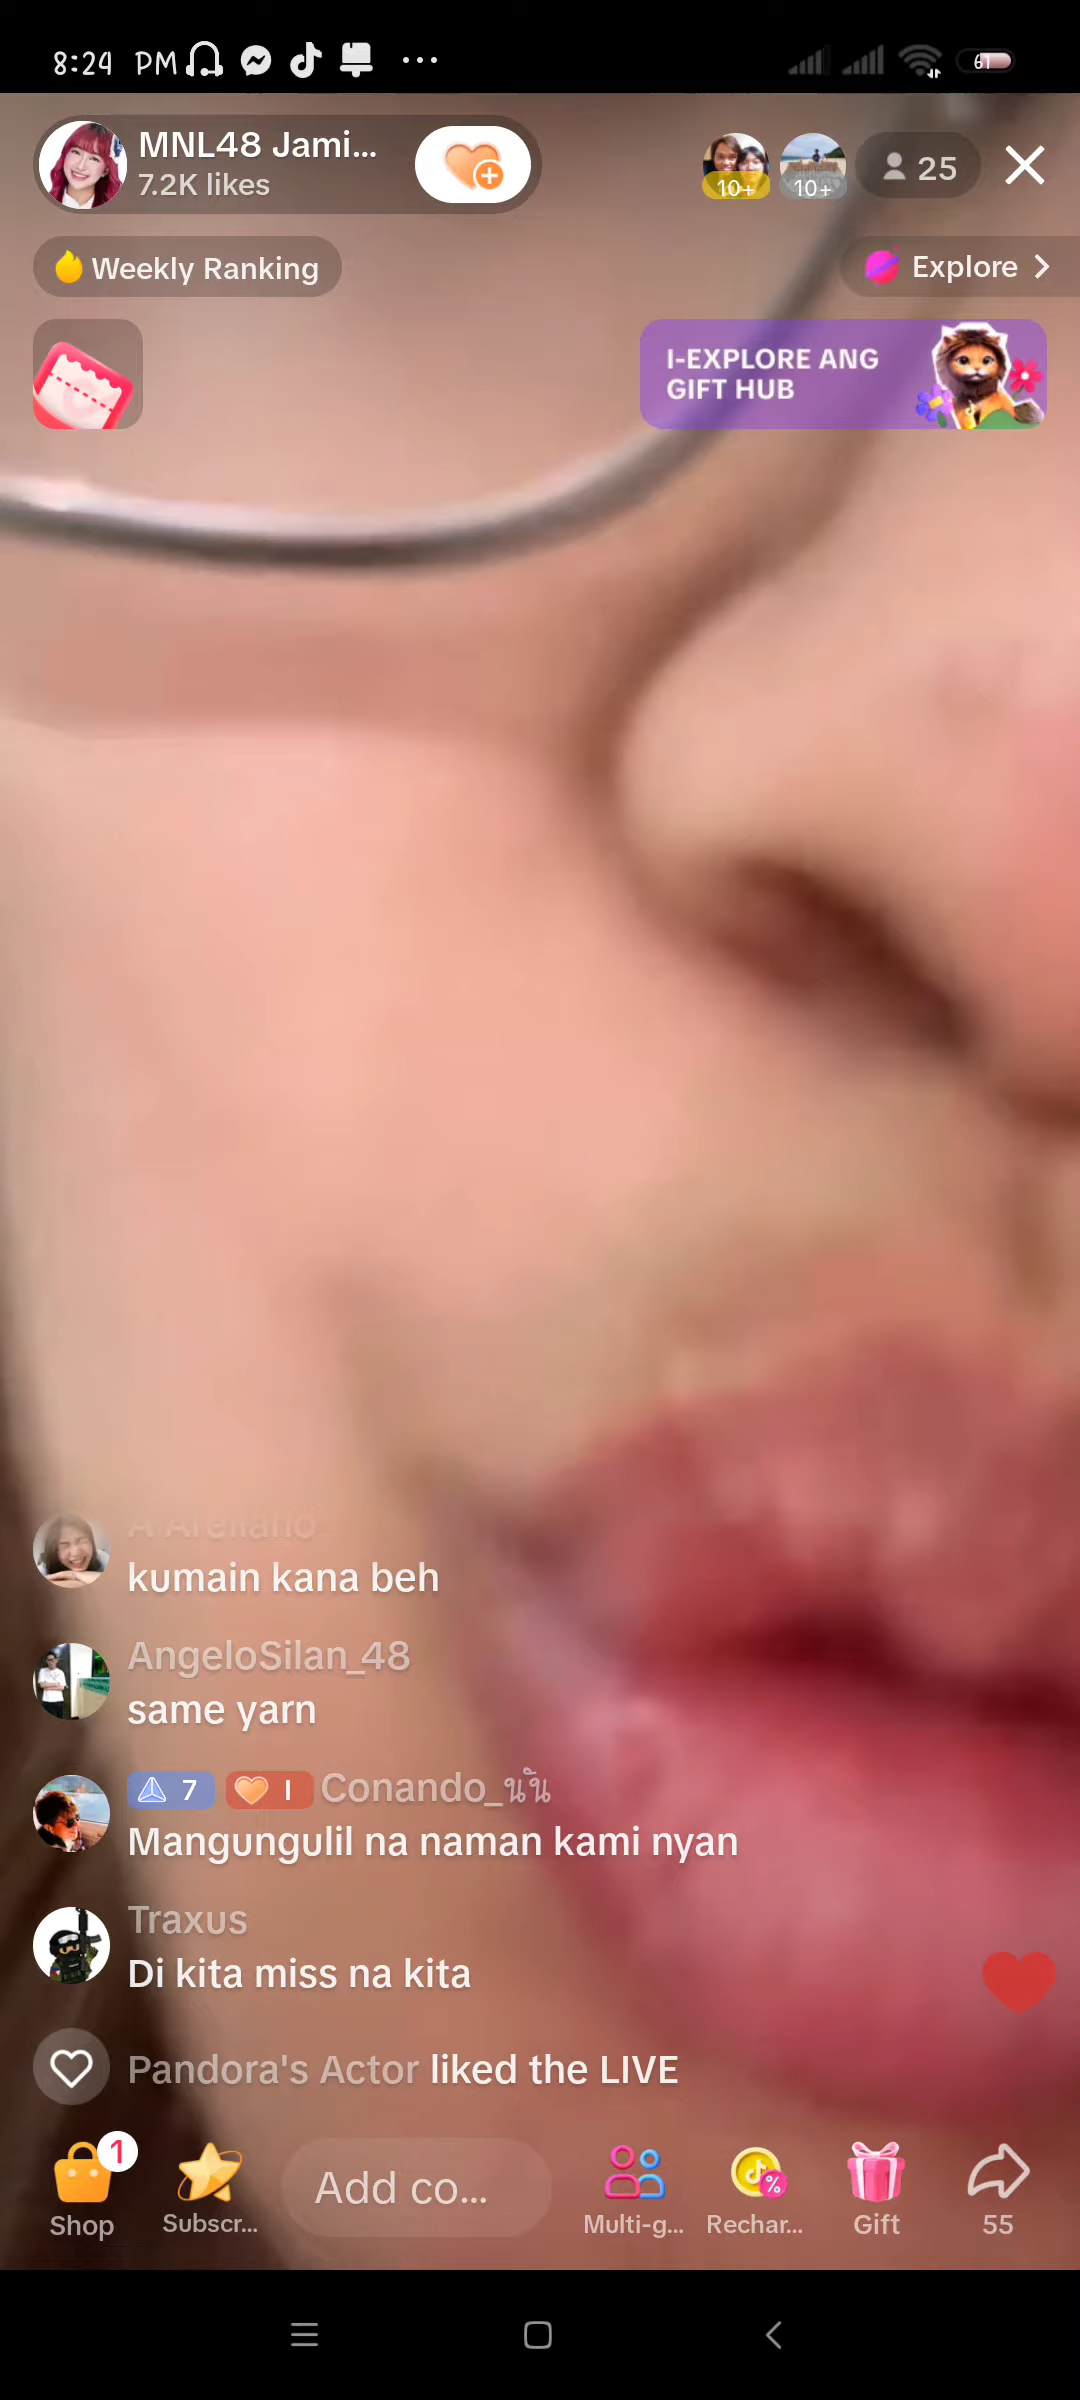 8:24 PM
61
MNL48 Jami...
7.2K likes
10+
10+
25
Weekly Ranking
Explore
I-EXPLORE ANG
GIFT HUB
A Arellano
kumain kana beh
AngeloSilan_48
same yarn
7 I Conando_นัน
Mangungulil na naman kami nyan
Traxus
Di kita miss na kita
Pandora's Actor liked the LIVE
1
Add co...
Shop
Subscr...
Multi-g...
Rechar...
Gift
55